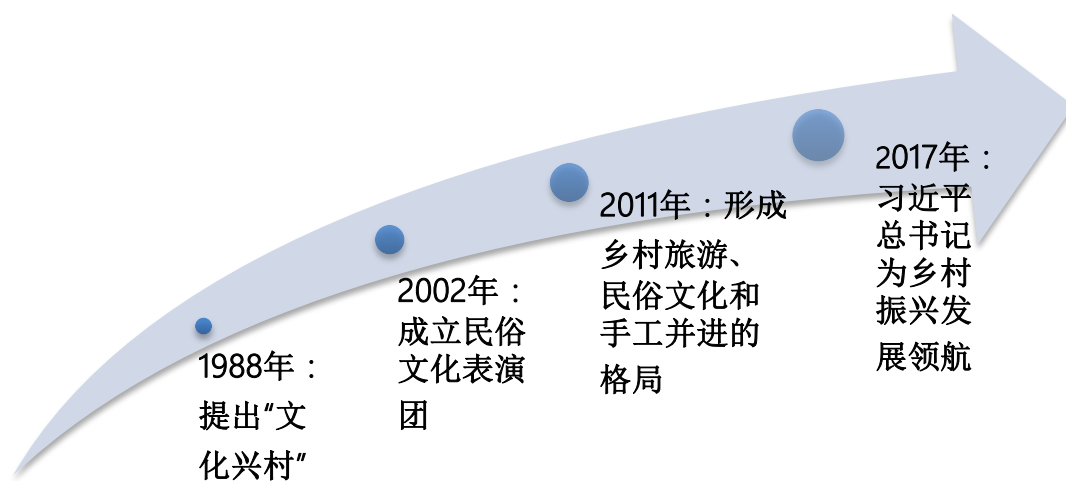 1988年：
提出“文
化兴村”
2002年：
成立民俗
文化表演
团
2011年：形成
乡村旅游、
民俗文化和
手工并进的
格局
2017年：
习近平
总书记
为乡村
振兴发
展领航